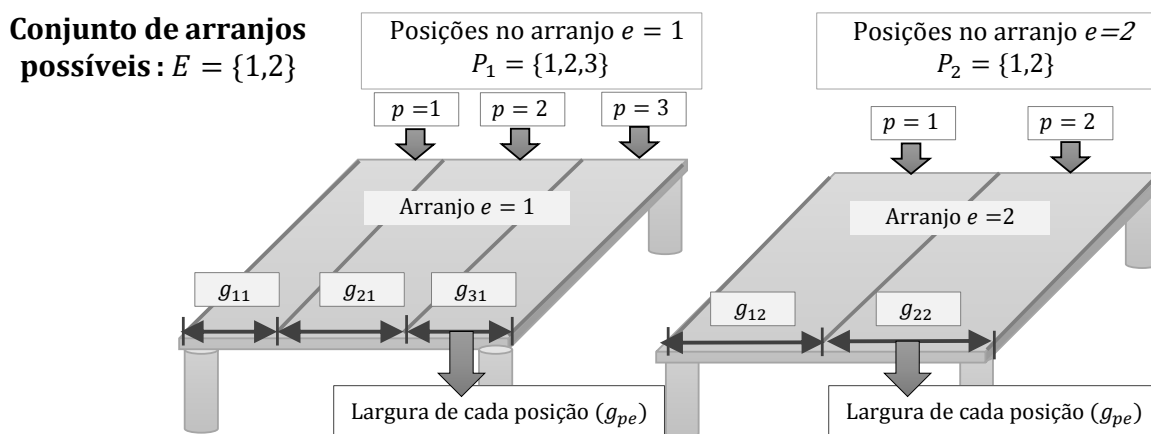 Conjunto de arranjos
possíveis : E = {1,2}
Posições no arranjo e = 1
P₁ = {1,2,3}
p =1
p = 2
p = 3
Arranjo e = 1
g₁₁
g₂₁
g₃₁
Largura de cada posição (gₚₑ)
Posições no arranjo e=2
P₂ = {1,2}
p = 1
p = 2
Arranjo e =2
g₁₂
g₂₂
Largura de cada posição (gₚₑ)